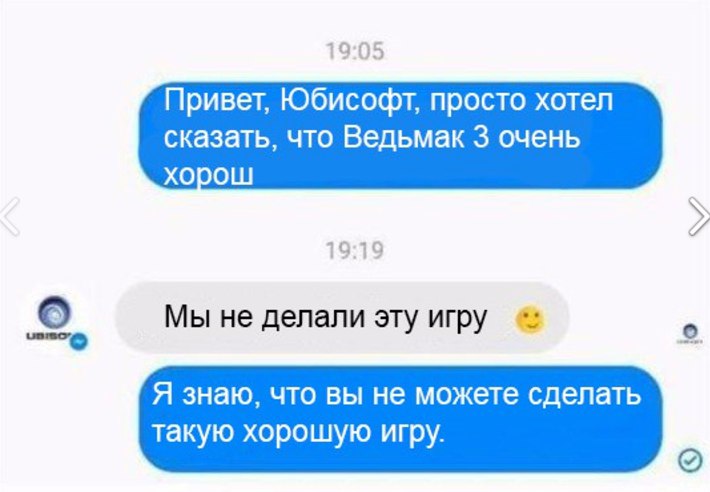 19:05
Привет, Юбисофт, просто хотел
сказать, что Ведьмак 3 очень
хорош
19:19
Мы не делали эту игру
Я знаю, что вы не можете сделать
такую хорошую игру.